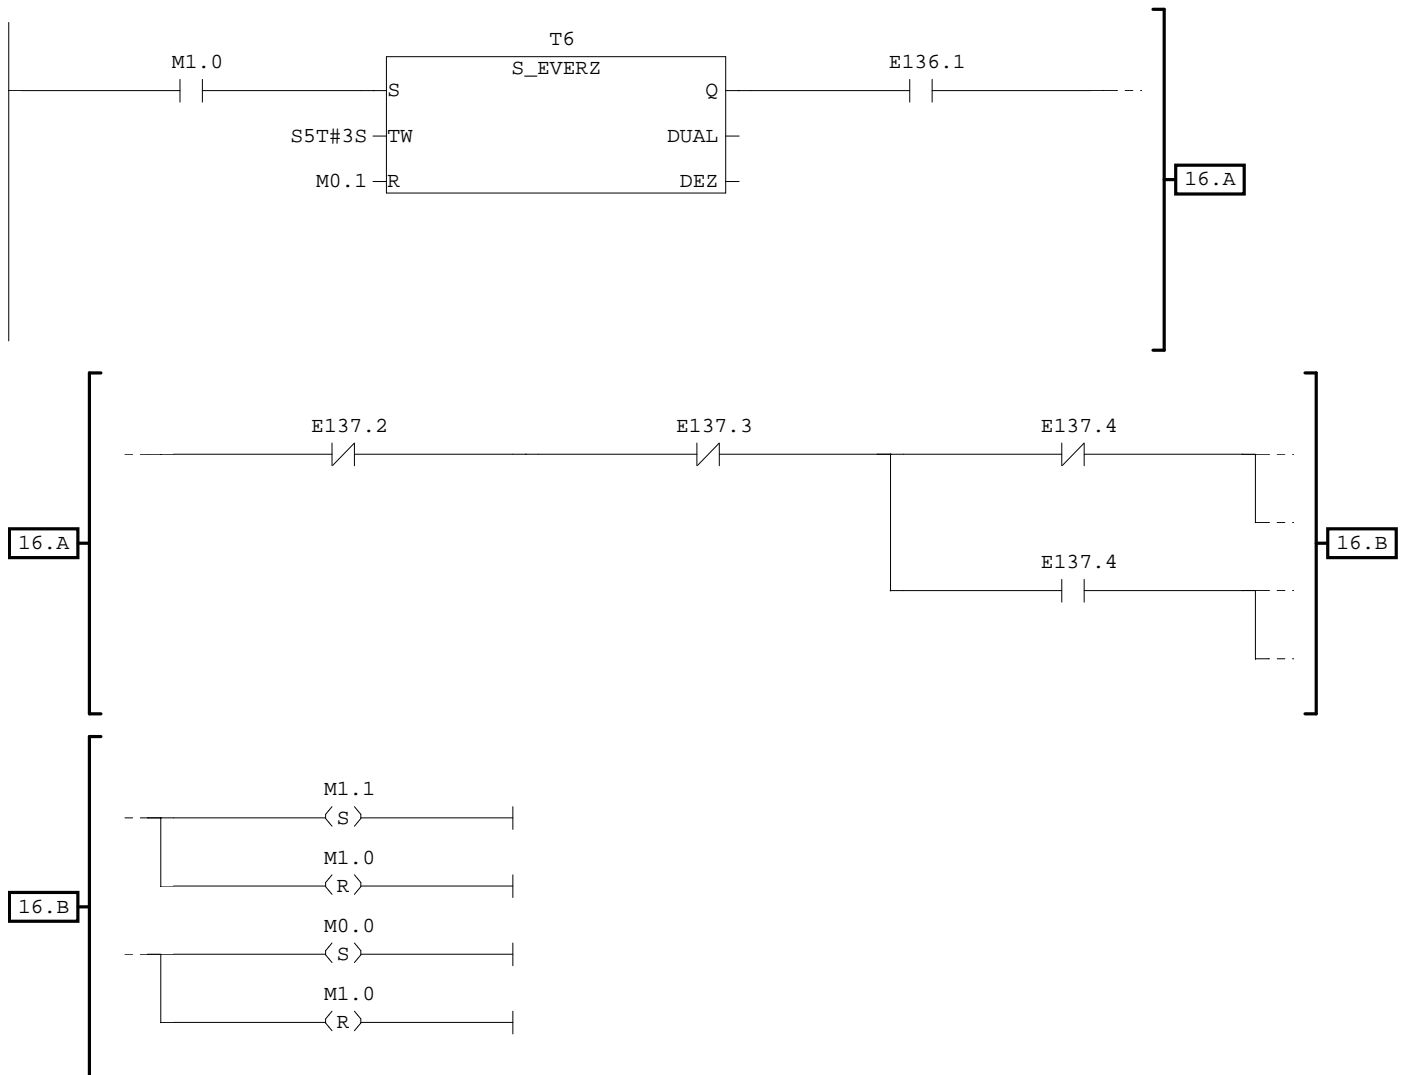 T6
M1.0
S_EVERZ
E136.1
S
Q
S5T#3S
TW
DUAL
M0.1
R
DEZ
16.A
E137.2
E137.3
E137.4
16.A
16.B
E137.4
M1.1
S
M1.0
R
16.B
M0.0
S
M1.0
R